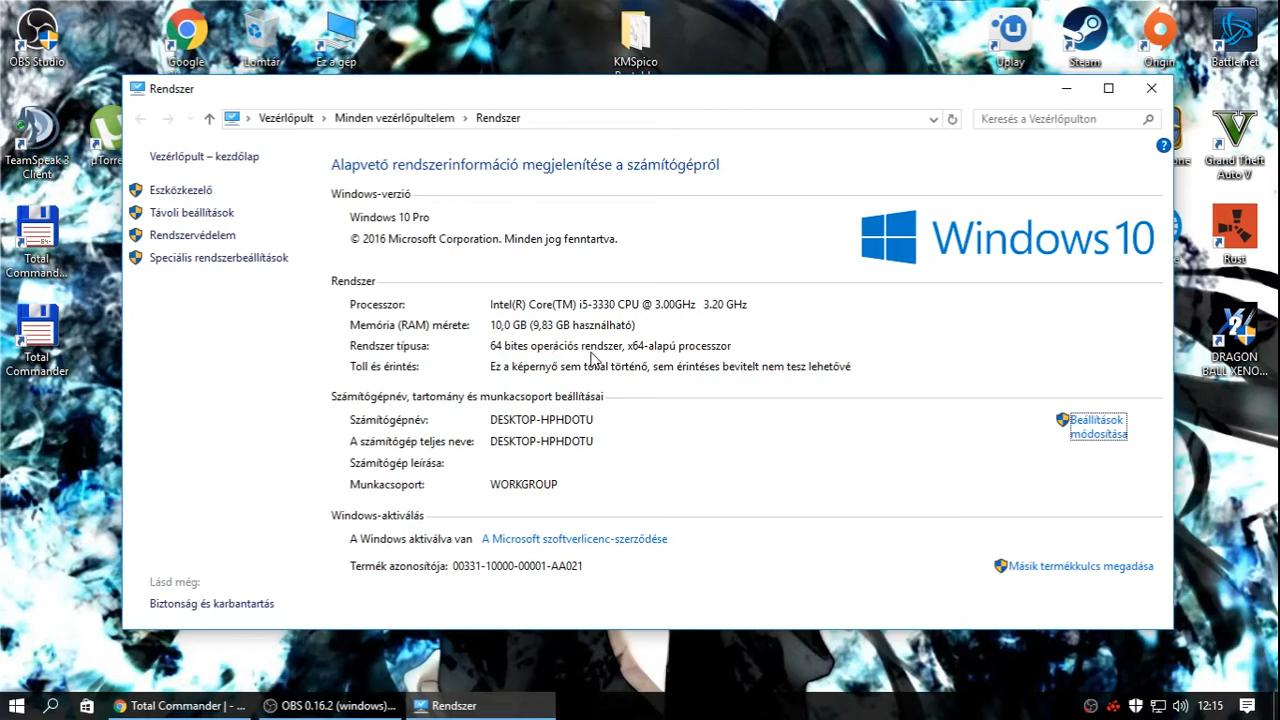 OBS Studio
Google
Lomtár
Ez a gép
KMSpico
Uplay
Steam
Origin
Battle.net
TeamSpeak 3
Client
Total
Command...
Total
Commander
Grand Theft
Auto V
Rust
DRAGON
BALL XENO...
Rendszer
Vezérlőpult
Minden vezérlőpultelem
Rendszer
Keresés a Vezérlőpulton
Vezérlőpult – kezdőlap
Eszközkezelő
Távoli beállítások
Rendszervédelem
Speciális rendszerbeállítások
Alapvető rendszerinformáció megjelenítése a számítógépről
Windows-verzió
Windows 10 Pro
© 2016 Microsoft Corporation. Minden jog fenntartva.
Windows 10
Rendszer
Processzor: Intel(R) Core(TM) i5-3330 CPU @ 3.00GHz 3.20 GHz
Memória (RAM) mérete: 10,0 GB (9,83 GB használható)
Rendszer típusa: 64 bites operációs rendszer, x64-alapú processzor
Toll és érintés: Ez a képernyő sem tollal történő, sem érintéses bevitelt nem tesz lehetővé
Számítógépnév, tartomány és munkacsoport beállításai
Számítógépnév: DESKTOP-HPHDOTU
Beállítások
módosítása
A számítógép teljes neve: DESKTOP-HPHDOTU
Számítógép leírása:
Munkacsoport: WORKGROUP
Windows-aktiválás
A Windows aktiválva van A Microsoft szoftverlicenc-szerződése
Termék azonosítója: 00331-10000-00001-AA021
Másik termékkulcs megadása
Lásd még:
Biztonság és karbantartás
Total Commander | - ...
OBS 0.16.2 (windows)...
Rendszer
12:15